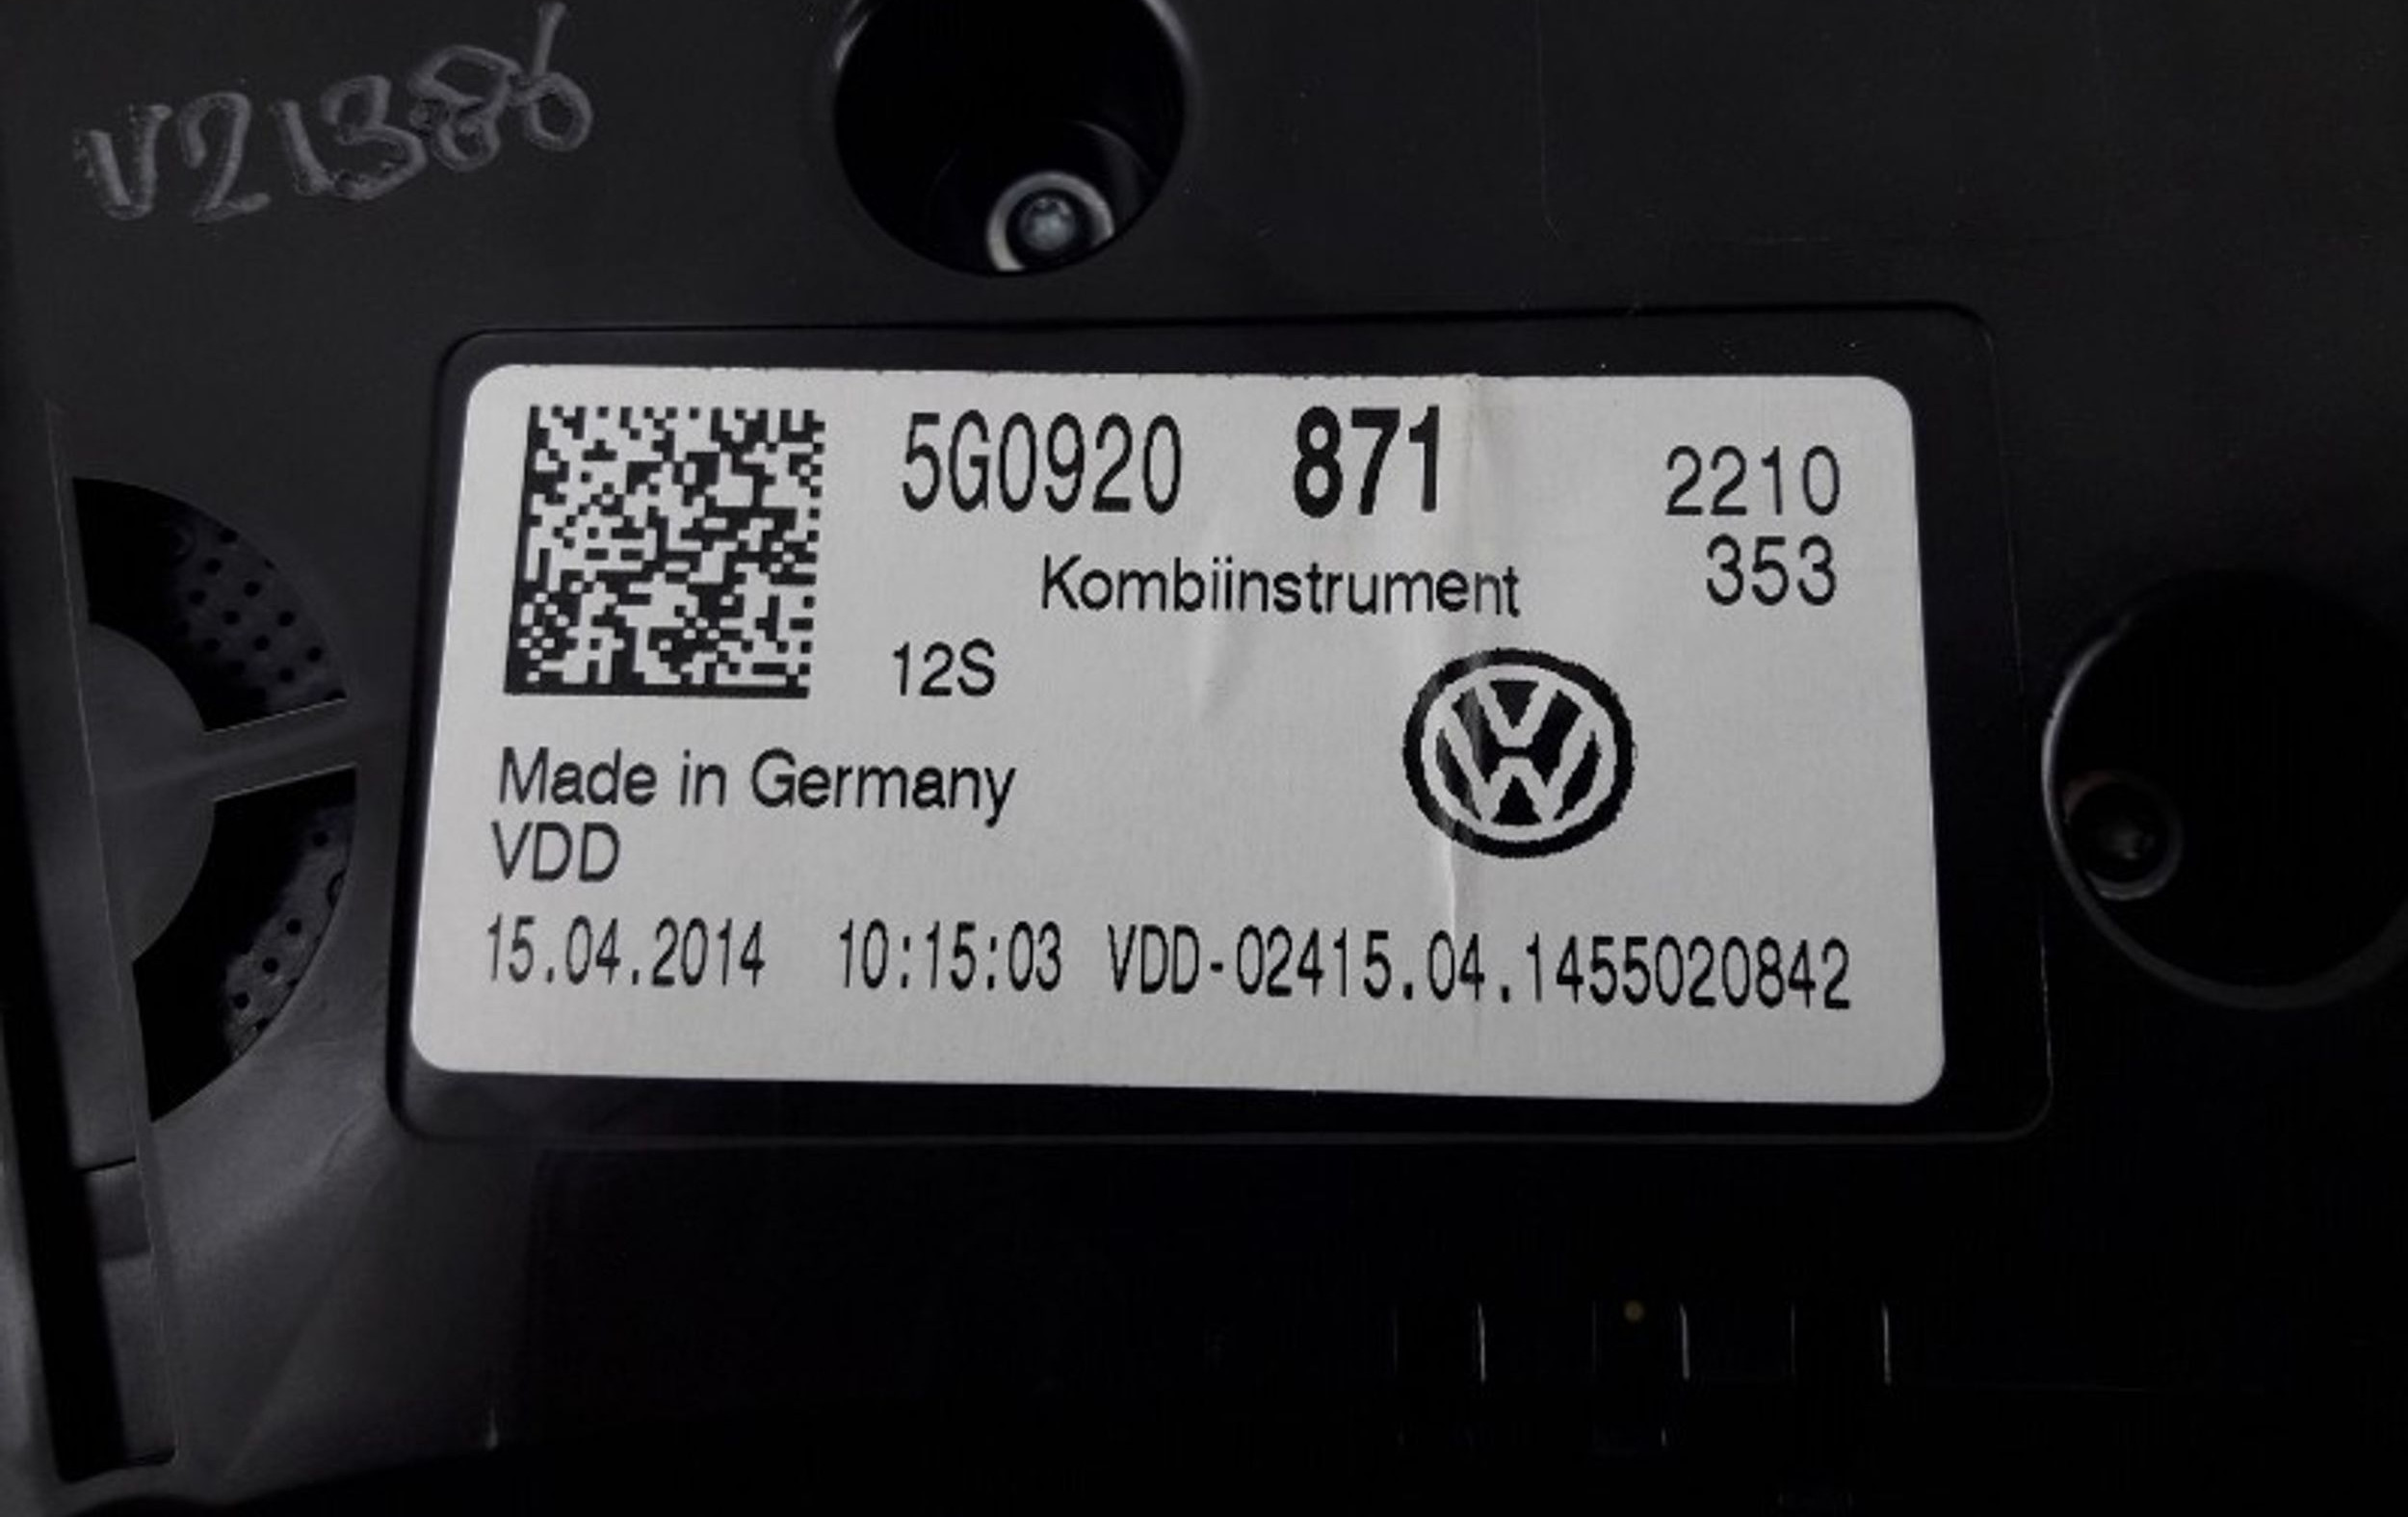 V21386
5G0920 871 2210
353
Kombiinstrument
12S
Made in Germany
VDD
15.04.2014 10:15:03 VDD-02415.04.1455020842